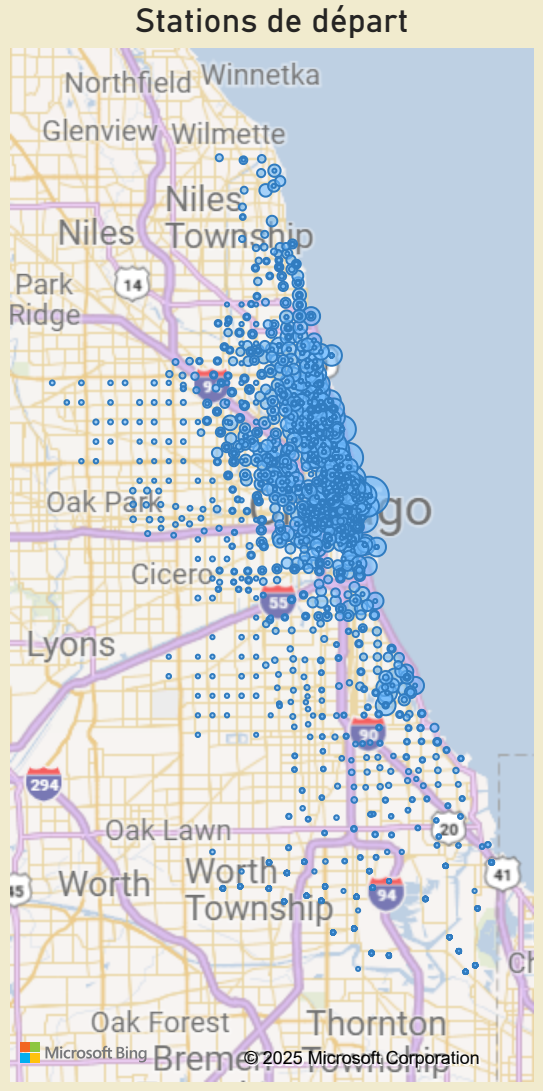 Stations de départ
Northfield
Winnetka
Glenview
Wilmette
Niles
Township
Niles
Park
Ridge
14
Oak Park
go
Cicero
55
Lyons
90
294
20
Oak Lawn
Worth
Township
Worth
41
94
Oak Forest
Thornton
Township
Microsoft Bing
© 2025 Microsoft Corporation